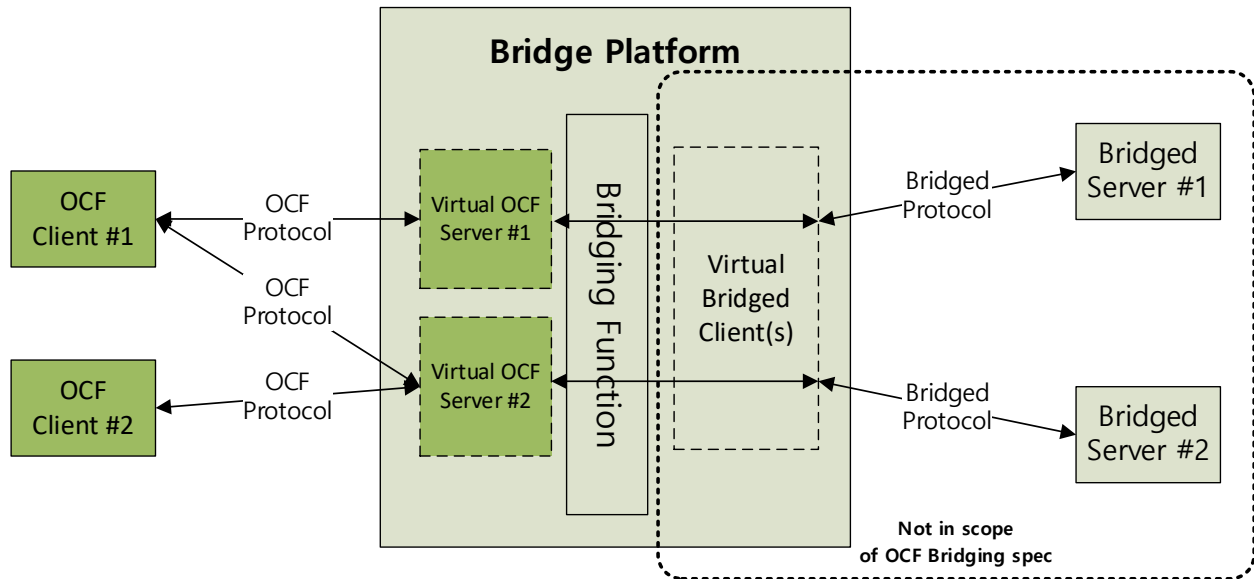 Bridge Platform
OCF
Client #1
OCF
Protocol
Virtual OCF
Server #1
Bridging Function
Virtual
Bridged
Client(s)
Bridged
Protocol
Bridged
Server #1
OCF
Protocol
OCF
Client #2
OCF
Protocol
Virtual OCF
Server #2
Bridged
Protocol
Bridged
Server #2
Not in scope
of OCF Bridging spec